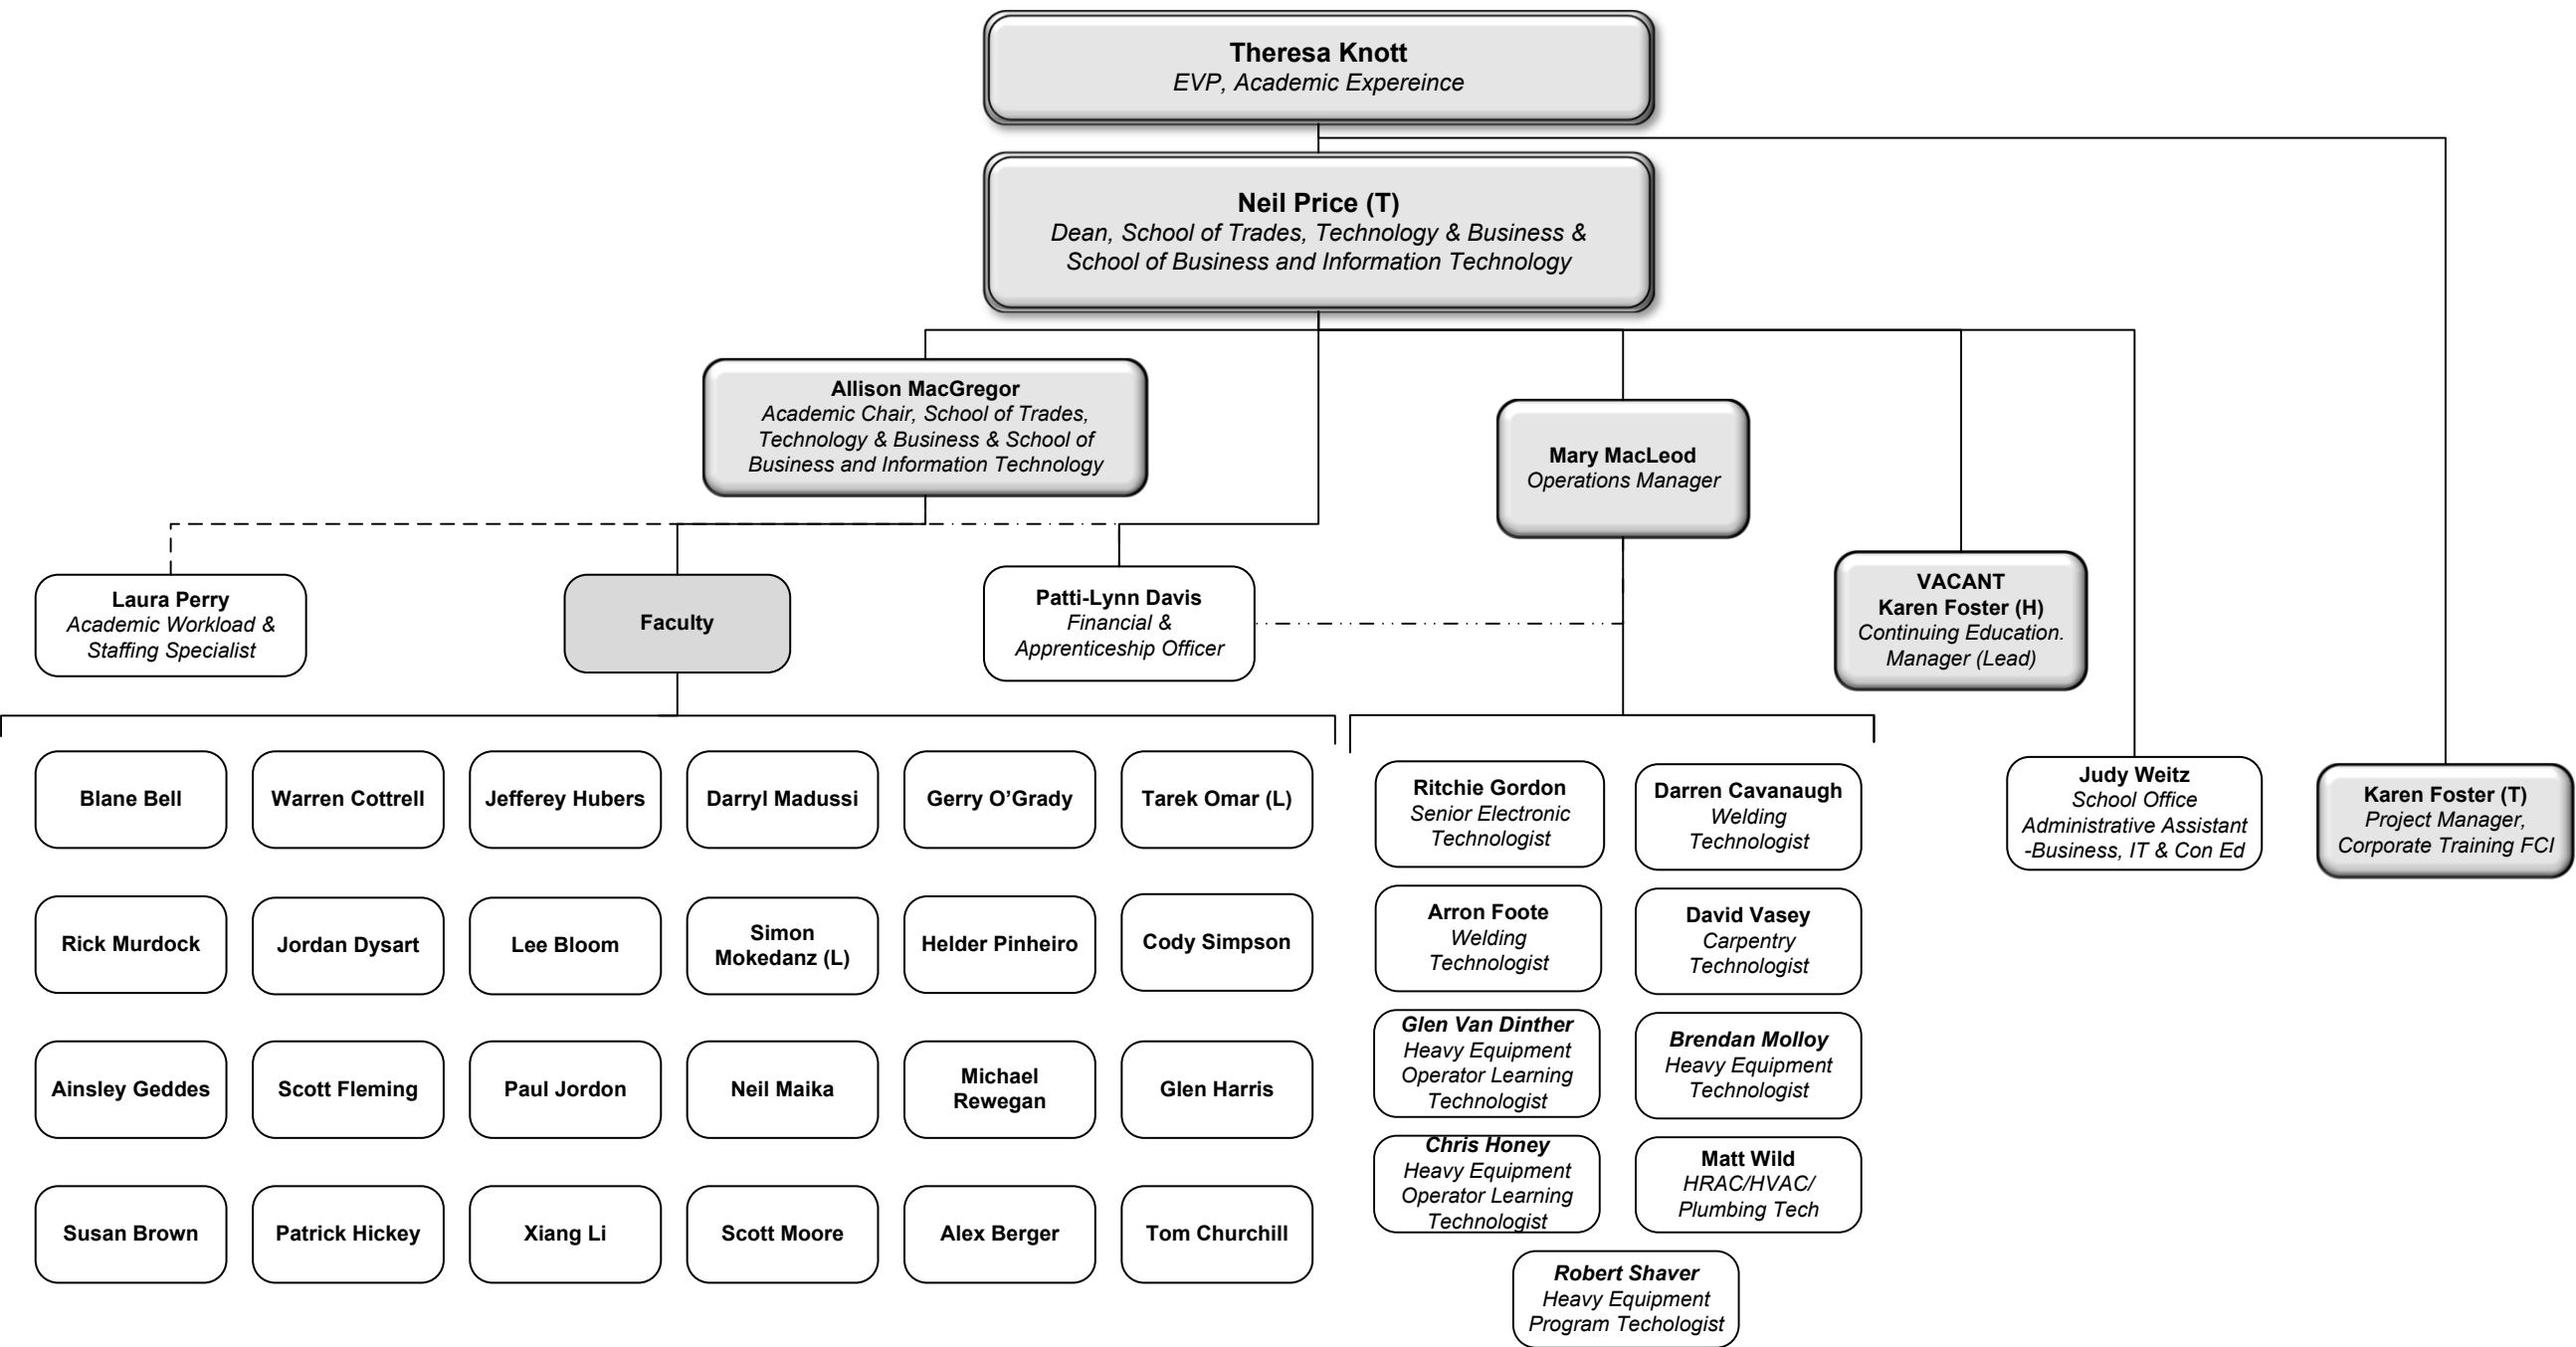 Theresa Knott
EVP, Academic Expereince
Neil Price (T)
Dean, School of Trades, Technology & Business &
School of Business and Information Technology
Allison MacGregor
Academic Chair, School of Trades,
Technology & Business & School of
Business and Information Technology
Mary MacLeod
Operations Manager
Laura Perry
Academic Workload &
Staffing Specialist
Faculty
Patti-Lynn Davis
Financial &
Apprenticeship Officer
VACANT
Karen Foster (H)
Continuing Education.
Manager (Lead)
Blane Bell
Warren Cottrell
Jefferey Hubers
Darryl Madussi
Gerry O’Grady
Tarek Omar (L)
Rick Murdock
Jordan Dysart
Lee Bloom
Simon
Mokedanz (L)
Helder Pinheiro
Cody Simpson
Ainsley Geddes
Scott Fleming
Paul Jordon
Neil Maika
Michael
Rewegan
Glen Harris
Susan Brown
Patrick Hickey
Xiang Li
Scott Moore
Alex Berger
Tom Churchill
Ritchie Gordon
Senior Electronic
Technologist
Darren Cavanaugh
Welding
Technologist
Arron Foote
Welding
Technologist
David Vasey
Carpentry
Technologist
Glen Van Dinther
Heavy Equipment
Operator Learning
Technologist
Brendan Molloy
Heavy Equipment
Technologist
Chris Honey
Heavy Equipment
Operator Learning
Technologist
Matt Wild
HRAC/HVAC/
Plumbing Tech
Robert Shaver
Heavy Equipment
Program Techologist
Judy Weitz
School Office
Administrative Assistant
-Business, IT & Con Ed
Karen Foster (T)
Project Manager,
Corporate Training FCI